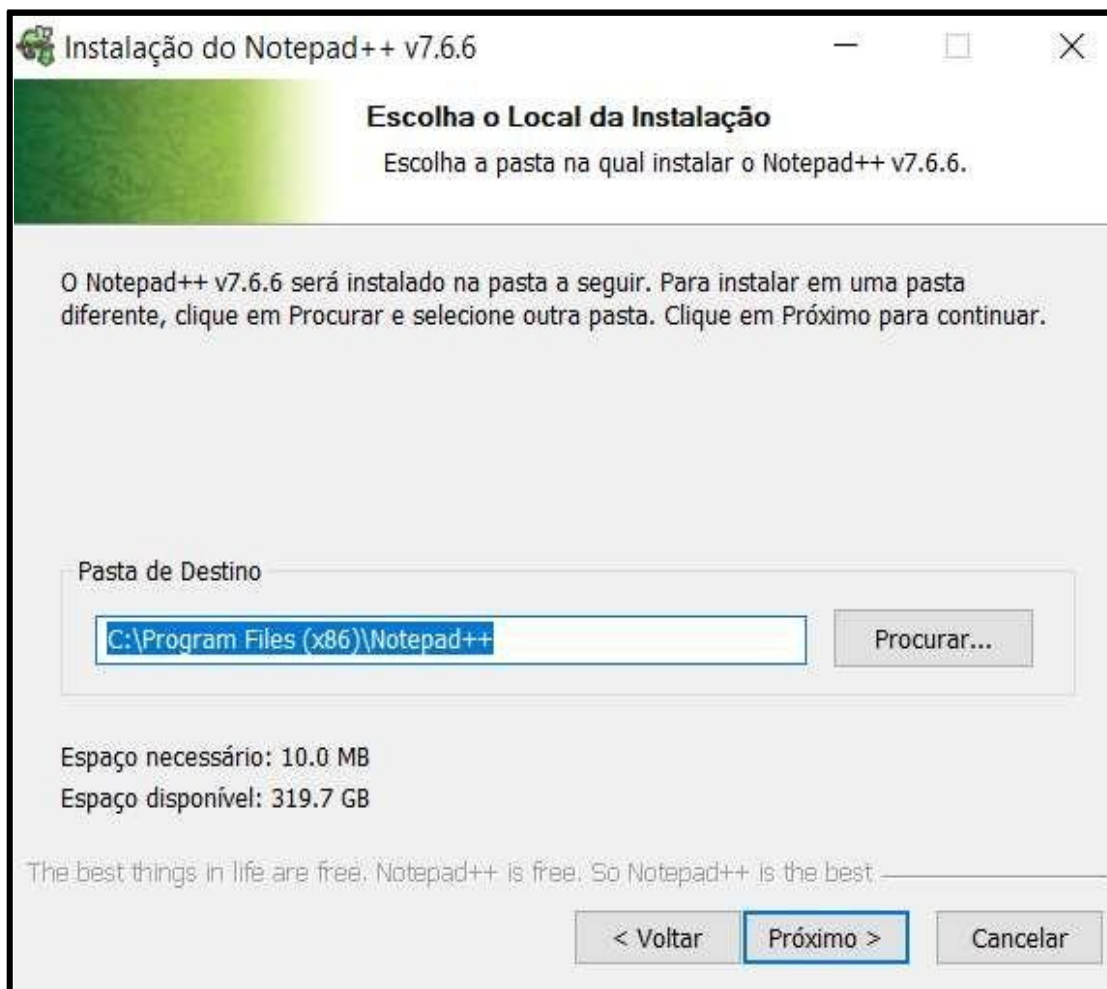 Instalação do Notepad++ v7.6.6
Escolha o Local da Instalação
Escolha a pasta na qual instalar o Notepad++ v7.6.6.
O Notepad++ v7.6.6 será instalado na pasta a seguir. Para instalar em uma pasta
diferente, clique em Procurar e selecione outra pasta. Clique em Próximo para continuar.
Pasta de Destino
C:\Program Files (x86)\Notepad++
Procurar...
Espaço necessário: 10.0 MB
Espaço disponível: 319.7 GB
The best things in life are free. Notepad++ is free. So Notepad++ is the best
< Voltar Próximo > Cancelar